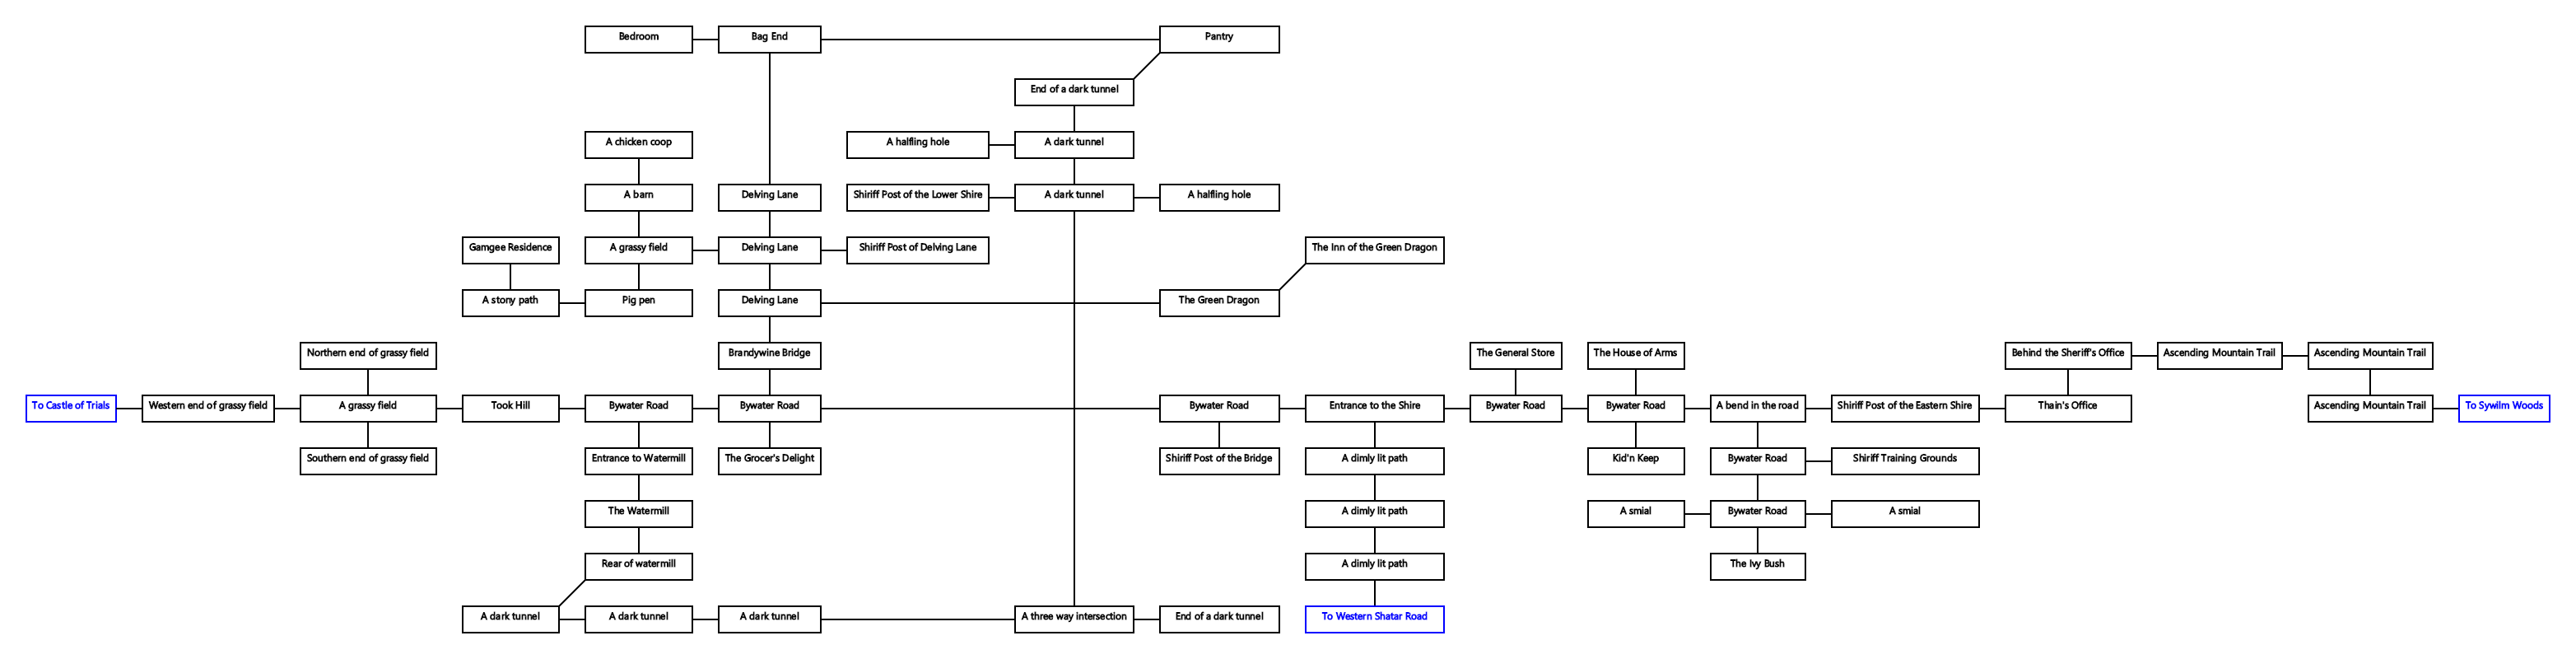 Bedroom
Bag End
Pantry
End of a dark tunnel
A chicken coop
A halfling hole
A dark tunnel
A barn
Delving Lane
Shiriff Post of the Lower Shire
A dark tunnel
A halfling hole
Gamgee Residence
A grassy field
Delving Lane
Shiriff Post of Delving Lane
The Inn of the Green Dragon
A stony path
Pig pen
Delving Lane
The Green Dragon
Northern end of grassy field
Brandywine Bridge
The General Store
The House of Arms
Behind the Sheriff's Office
Ascending Mountain Trail
Ascending Mountain Trail
To Castle of Trials
Western end of grassy field
A grassy field
Took Hill
Bywater Road
Bywater Road
Bywater Road
Entrance to the Shire
Bywater Road
Bywater Road
A bend in the road
Shiriff Post of the Eastern Shire
Thain's Office
Ascending Mountain Trail
To Sywilm Woods
Southern end of grassy field
Entrance to Watermill
The Grocer's Delight
Shiriff Post of the Bridge
A dimly lit path
Kid'n Keep
Bywater Road
Shiriff Training Grounds
The Watermill
A dimly lit path
A smial
Bywater Road
A smial
Rear of watermill
A dimly lit path
The Ivy Bush
A dark tunnel
A dark tunnel
A dark tunnel
A three way intersection
End of a dark tunnel
To Western Shatar Road